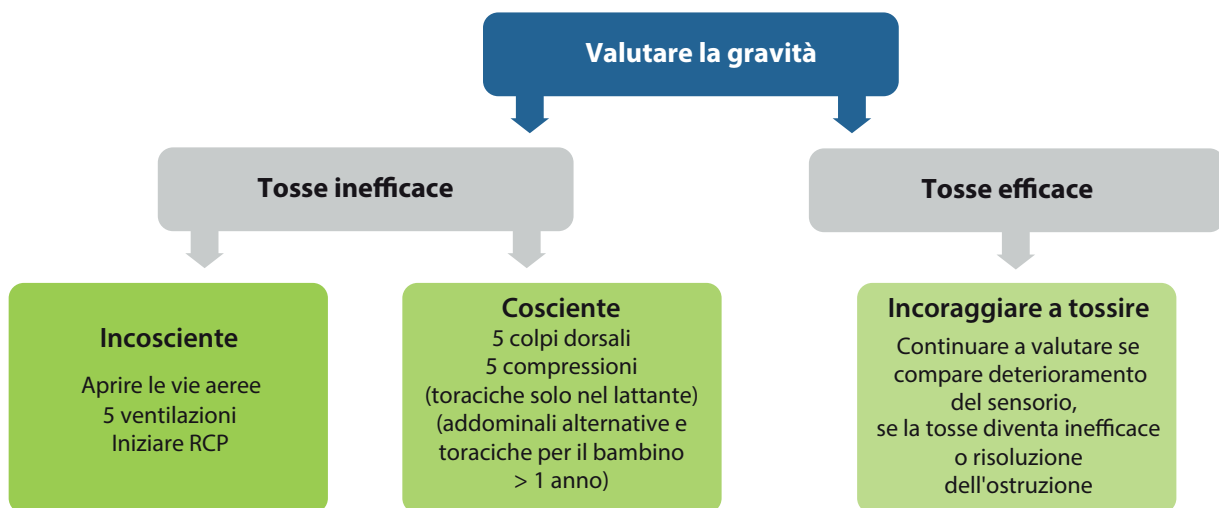 Valutare la gravità
Tosse inefficace
Tosse efficace
Incosciente
Aprire le vie aeree
5 ventilazioni
Iniziare RCP
Cosciente
5 colpi dorsali
5 compressioni
(toraciche solo nel lattante)
(addominali alternative e
toraciche per il bambino
> 1 anno)
Incoraggiare a tossire
Continuare a valutare se
compare deterioramento
del sensorio,
se la tosse diventa inefficace
o risoluzione
dell'ostruzione